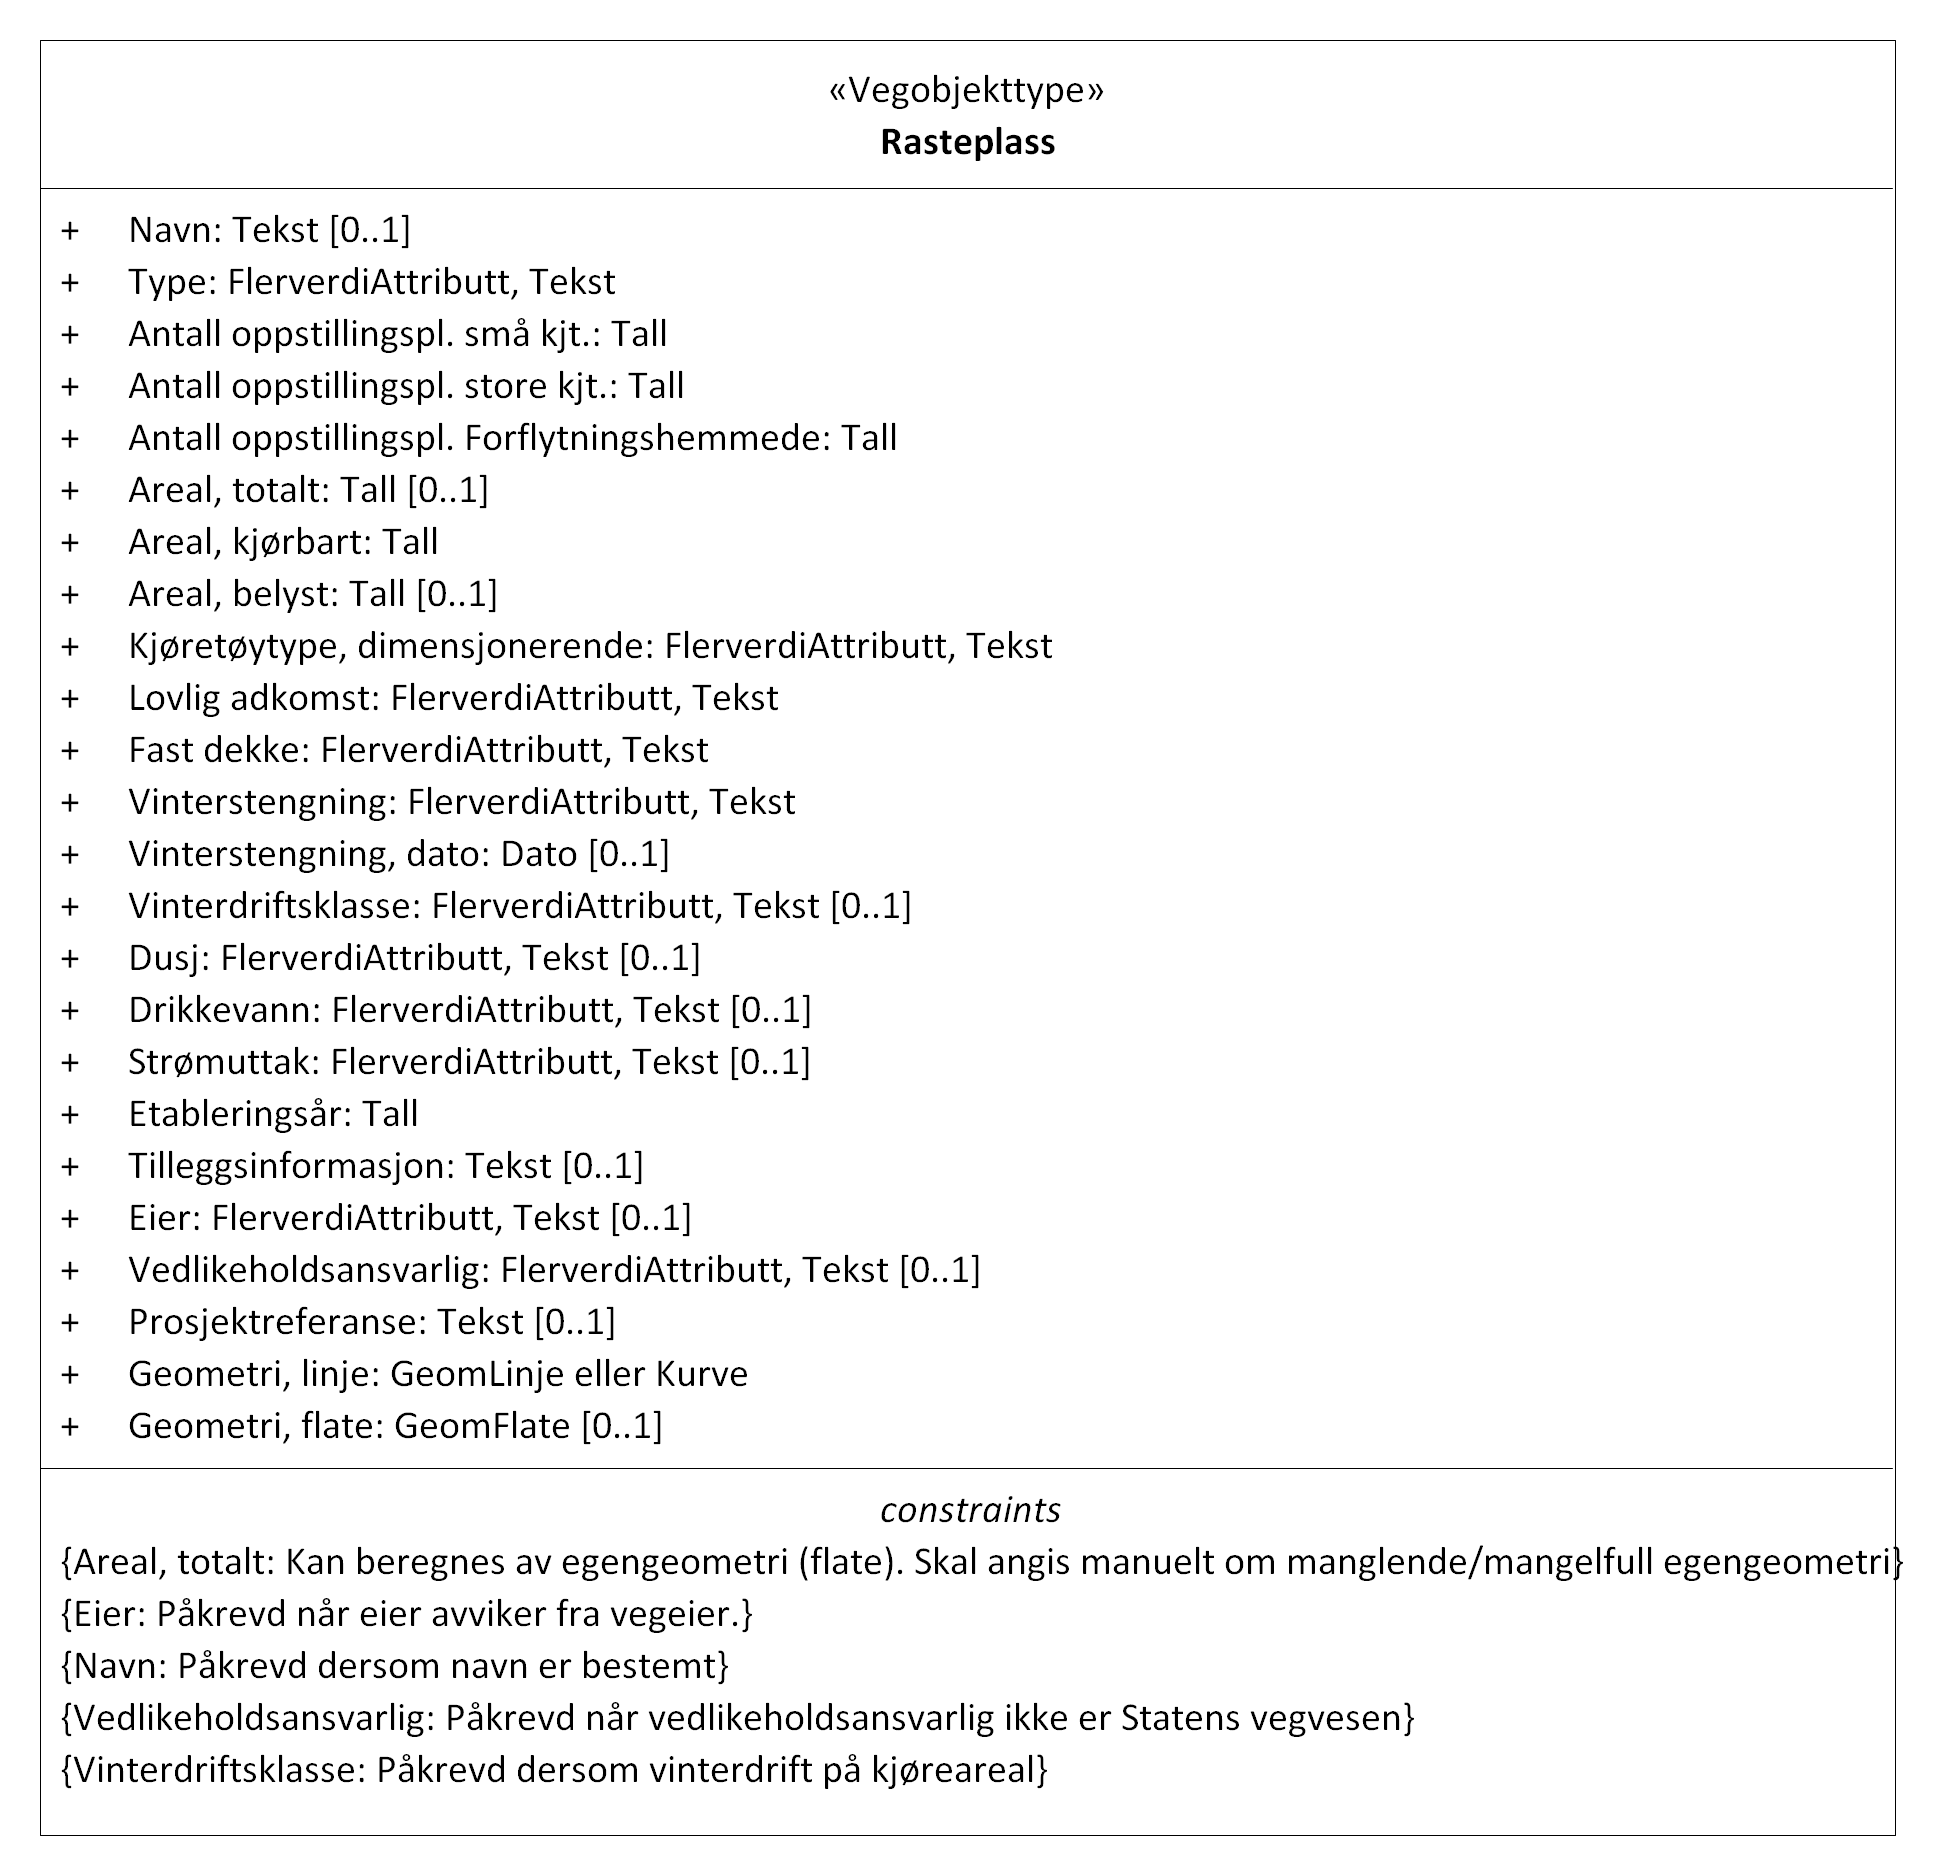 «Vegobjekttype»
Rasteplass
+ Navn: Tekst [0..1]
+ Type: FlerverdiAttributt, Tekst
+ Antall oppstillingspl. små kjt.: Tall
+ Antall oppstillingspl. store kjt.: Tall
+ Antall oppstillingspl. Forflytningshemmede: Tall
+ Areal, totalt: Tall [0..1]
+ Areal, kjørbart: Tall
+ Areal, belyst: Tall [0..1]
+ Kjøretøytype, dimensjonerende: FlerverdiAttributt, Tekst
+ Lovlig adkomst: FlerverdiAttributt, Tekst
+ Fast dekke: FlerverdiAttributt, Tekst
+ Vinterstengning: FlerverdiAttributt, Tekst
+ Vinterstengning, dato: Dato [0..1]
+ Vinterdriftsklasse: FlerverdiAttributt, Tekst [0..1]
+ Dusj: FlerverdiAttributt, Tekst [0..1]
+ Drikkevann: FlerverdiAttributt, Tekst [0..1]
+ Strømuttak: FlerverdiAttributt, Tekst [0..1]
+ Etableringsår: Tall
+ Tilleggsinformasjon: Tekst [0..1]
+ Eier: FlerverdiAttributt, Tekst [0..1]
+ Vedlikeholdsansvarlig: FlerverdiAttributt, Tekst [0..1]
+ Prosjektreferanse: Tekst [0..1]
+ Geometri, linje: GeomLinje eller Kurve
+ Geometri, flate: GeomFlate [0..1]
constraints
{Areal, totalt: Kan beregnes av egengeometri (flate). Skal angis manuelt om manglende/mangelfull egengeometri}
{Eier: Påkrevd når eier avviker fra vegeier.}
{Navn: Påkrevd dersom navn er bestemt}
{Vedlikeholdsansvarlig: Påkrevd når vedlikeholdsansvarlig ikke er Statens vegvesen}
{Vinterdriftsklasse: Påkrevd dersom vinterdrift på kjøreareal}